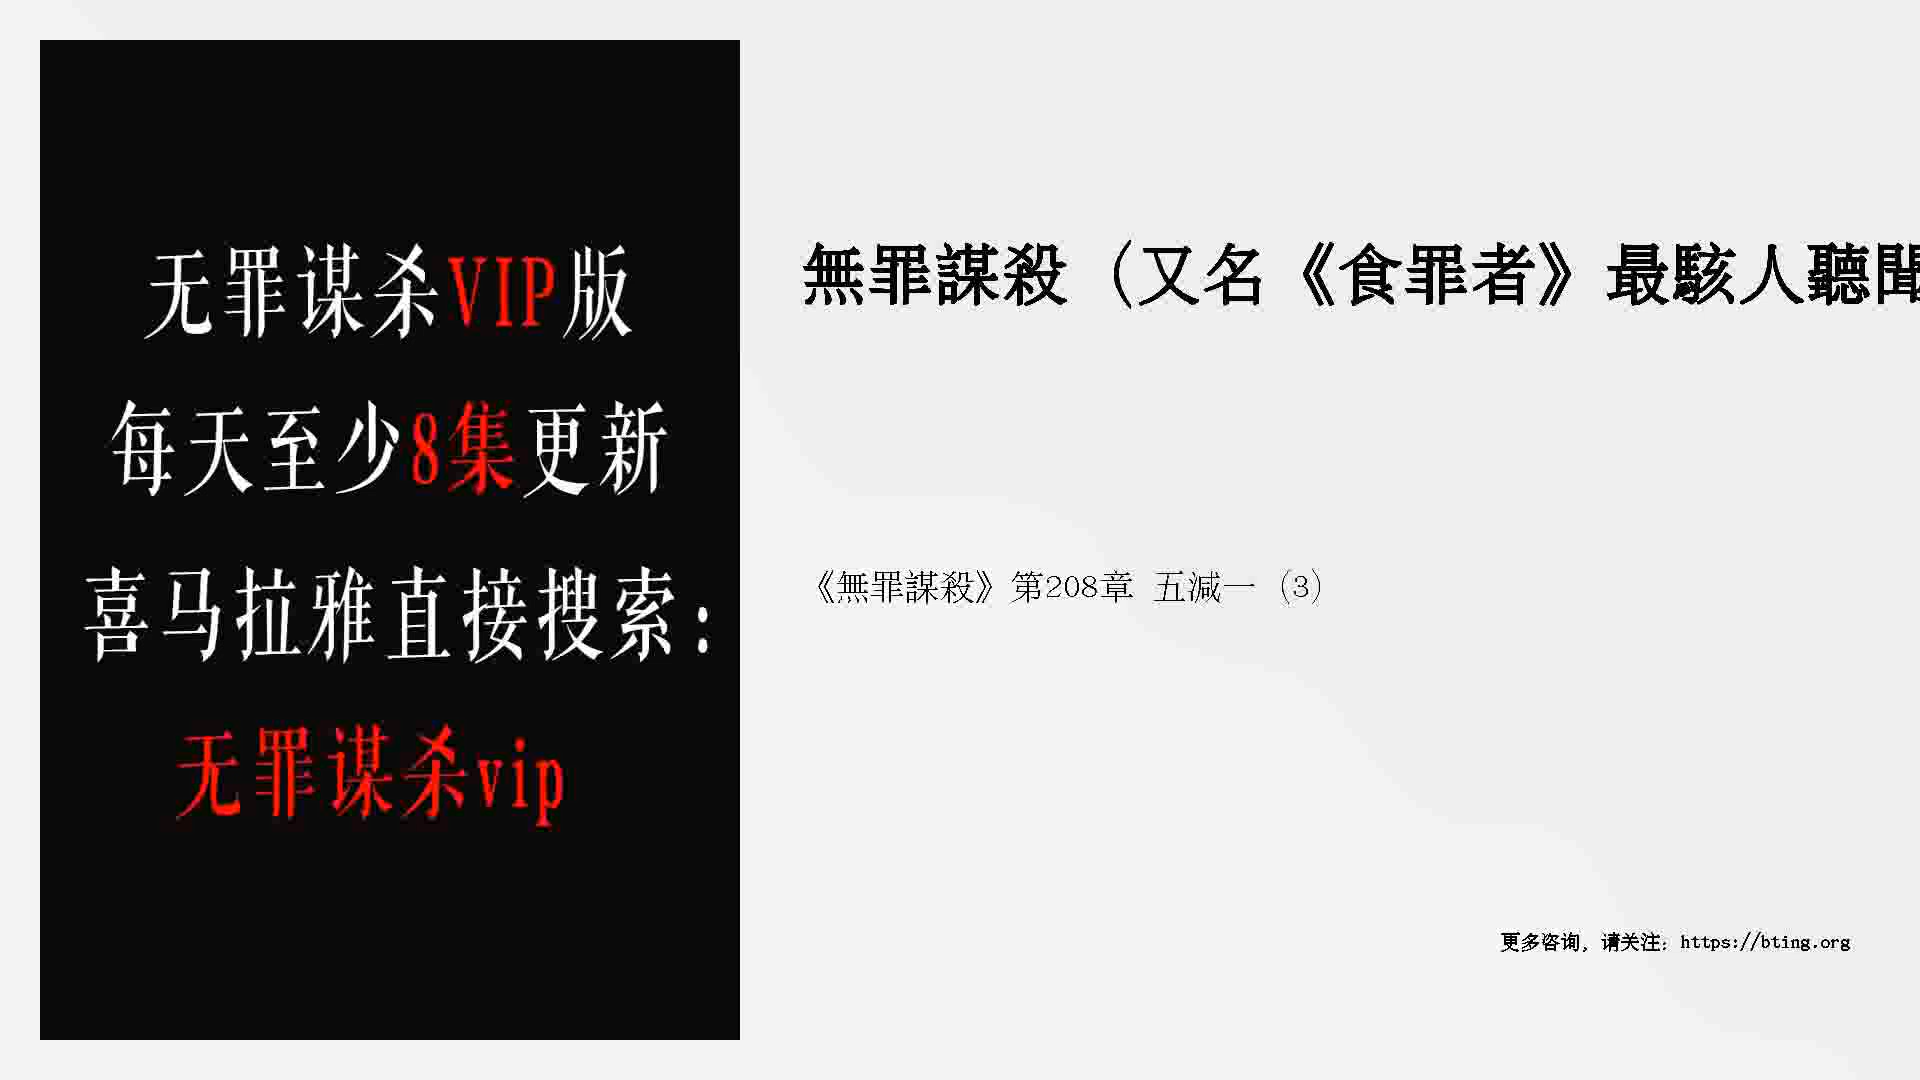 无罪谋杀VIP版
每天至少8集更新
喜马拉雅直接搜索:
无罪谋杀vip
無罪謀殺（又名《食罪者》最駭人聽聞
《無罪謀殺》第208章 五減一（3）
更多咨询，请关注：https://bting.org